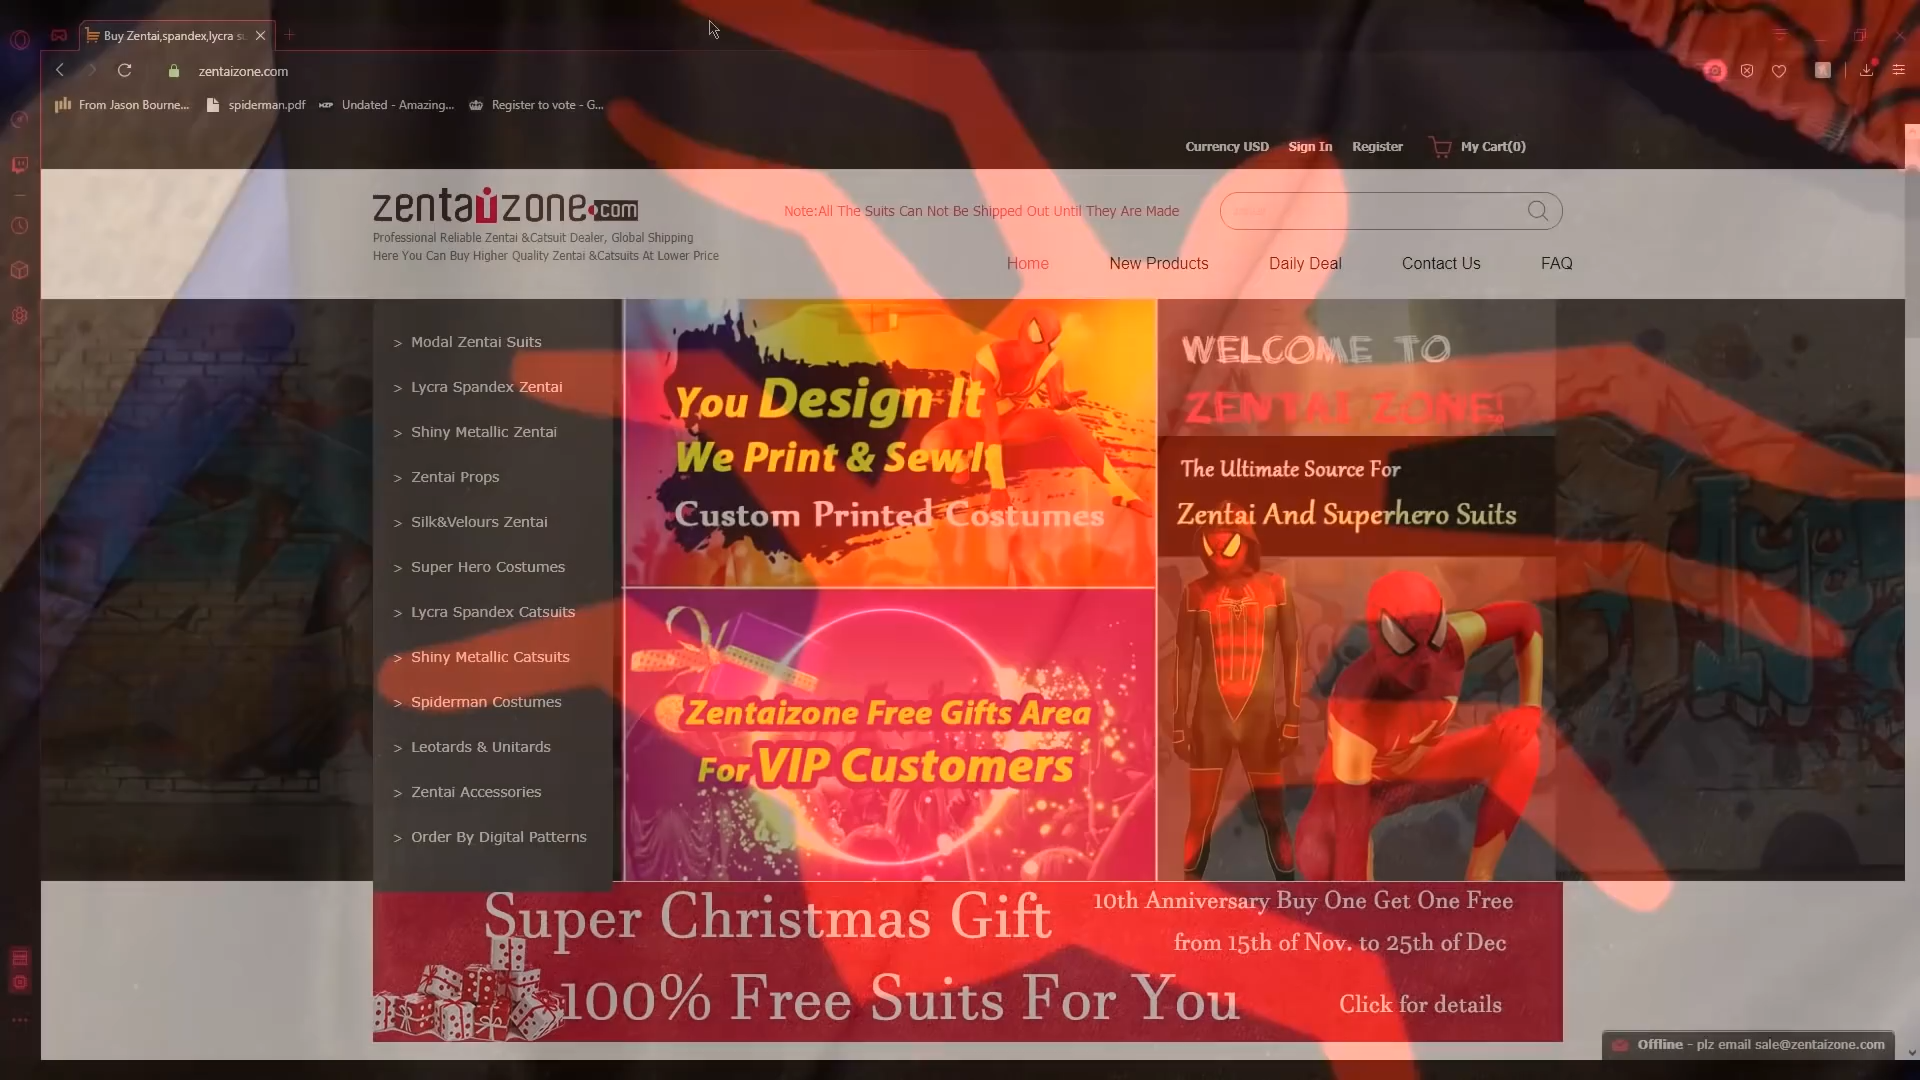 Buy Zentai,spandex,lycra su
zentaizone.com
From Jason Bourne...
spiderman.pdf
Undated - Amazing...
Register to vote - G...
Currency USD
Sign In
Register
My Cart(0)
zentaizone.com
Professional Reliable Zentai &Catsuit Dealer, Global Shipping
Here You Can Buy Higher Quality Zentai &Catsuits At Lower Price
Note:All The Suits Can Not Be Shipped Out Until They Are Made
Home
New Products
Daily Deal
Contact Us
FAQ
> Modal Zentai Suits
> Lycra Spandex Zentai
> Shiny Metallic Zentai
> Zentai Props
> Silk&Velours Zentai
> Super Hero Costumes
> Lycra Spandex Catsuits
> Shiny Metallic Catsuits
> Spiderman Costumes
> Leotards & Unitards
> Zentai Accessories
> Order By Digital Patterns
You Design It
We Print & Sew It
Custom Printed Costumes
Zentaizone Free Gifts Area
For VIP Customers
WELCOME TO
ZENTAI ZONE!
The Ultimate Source For
Zentai And Superhero Suits
Super Christmas Gift
100% Free Suits For You
10th Anniversary Buy One Get One Free
from 15th of Nov. to 25th of Dec
Click for details
Offline - plz email sale@zentaizone.com